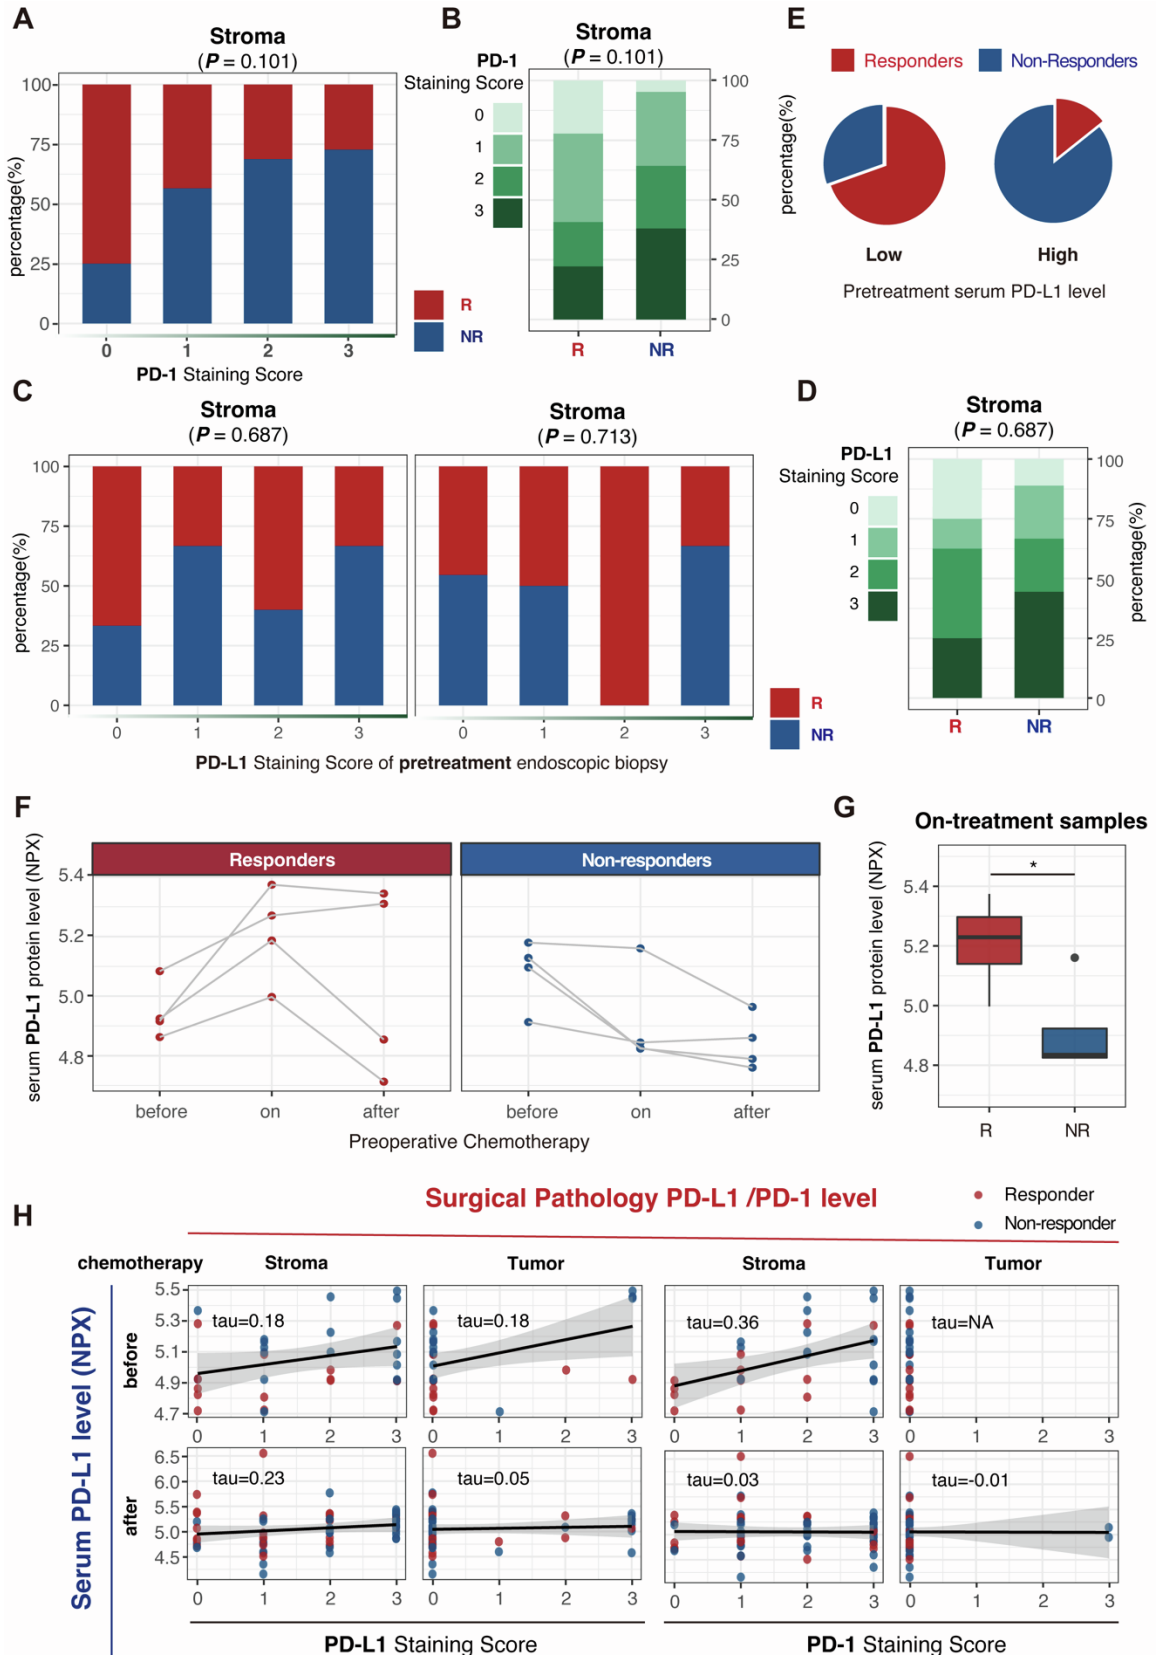 A
Stroma
(P = 0.101)
percentage(%)
100
75
50
25
0
0 1 2 3
PD-1 Staining Score
R
NR
B
Stroma
(P = 0.101)
PD-1
Staining Score
0
1
2
3
100
75
50
25
0
R NR
E
Responders Non-Responders
percentage(%)
Low High
Pretreatment serum PD-L1 level
C
Stroma
(P = 0.687)
Stroma
(P = 0.713)
percentage(%)
100
75
50
25
0
0 1 2 3 0 1 2 3
PD-L1 Staining Score of pretreatment endoscopic biopsy
R
NR
D
Stroma
(P = 0.687)
PD-L1
Staining Score
0
1
2
3
100
75
50
25
0
percentage(%)
R NR
F
serum PD-L1 protein level (NPX)
Responders Non-responders
5.4
5.2
5.0
4.8
before on after before on after
Preoperative Chemotherapy
G
On-treatment samples
serum PD-L1 protein level (NPX)
*
5.4
5.2
5.0
4.8
R NR
H
Surgical Pathology PD-L1 /PD-1 level
Responder
Non-responder
chemotherapy Stroma Tumor Stroma Tumor
Serum PD-L1 level (NPX)
before
5.5
5.3
5.1
4.9
4.7
tau=0.18 tau=0.18 tau=0.36 tau=NA
0 1 2 3 0 1 2 3 0 1 2 3 0 1 2 3
after
6.5
5.5
5.0
4.5
tau=0.23 tau=0.05 tau=0.03 tau=-0.01
0 1 2 3 0 1 2 3 0 1 2 3 0 1 2 3
PD-L1 Staining Score PD-1 Staining Score